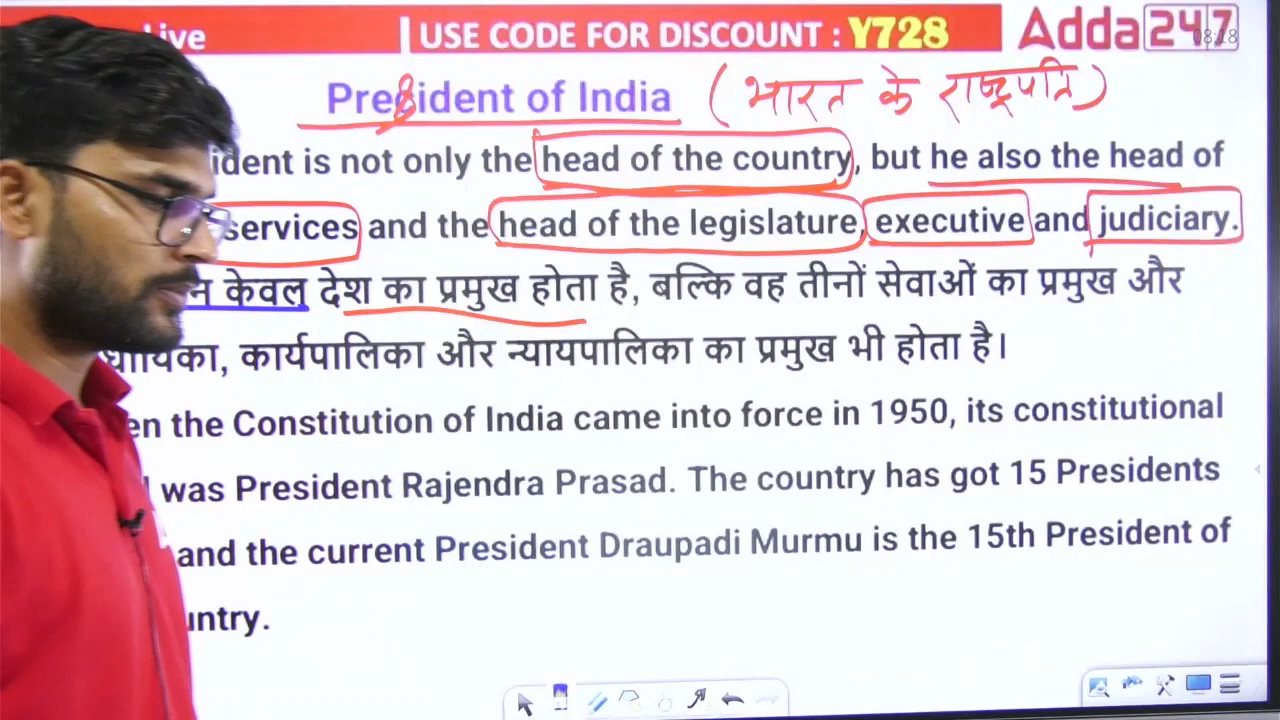 Live
USE CODE FOR DISCOUNT : Y728
Adda 247
08:18
President of India (भारत के राष्ट्रपति)
ident is not only the head of the country, but he also the head of
services and the head of the legislature, executive and judiciary.
न केवल देश का प्रमुख होता है, बल्कि वह तीनों सेवाओं का प्रमुख और
धायिका, कार्यपालिका और न्यायपालिका का प्रमुख भी होता है।
en the Constitution of India came into force in 1950, its constitutional
was President Rajendra Prasad. The country has got 15 Presidents
and the current President Draupadi Murmu is the 15th President of
untry.